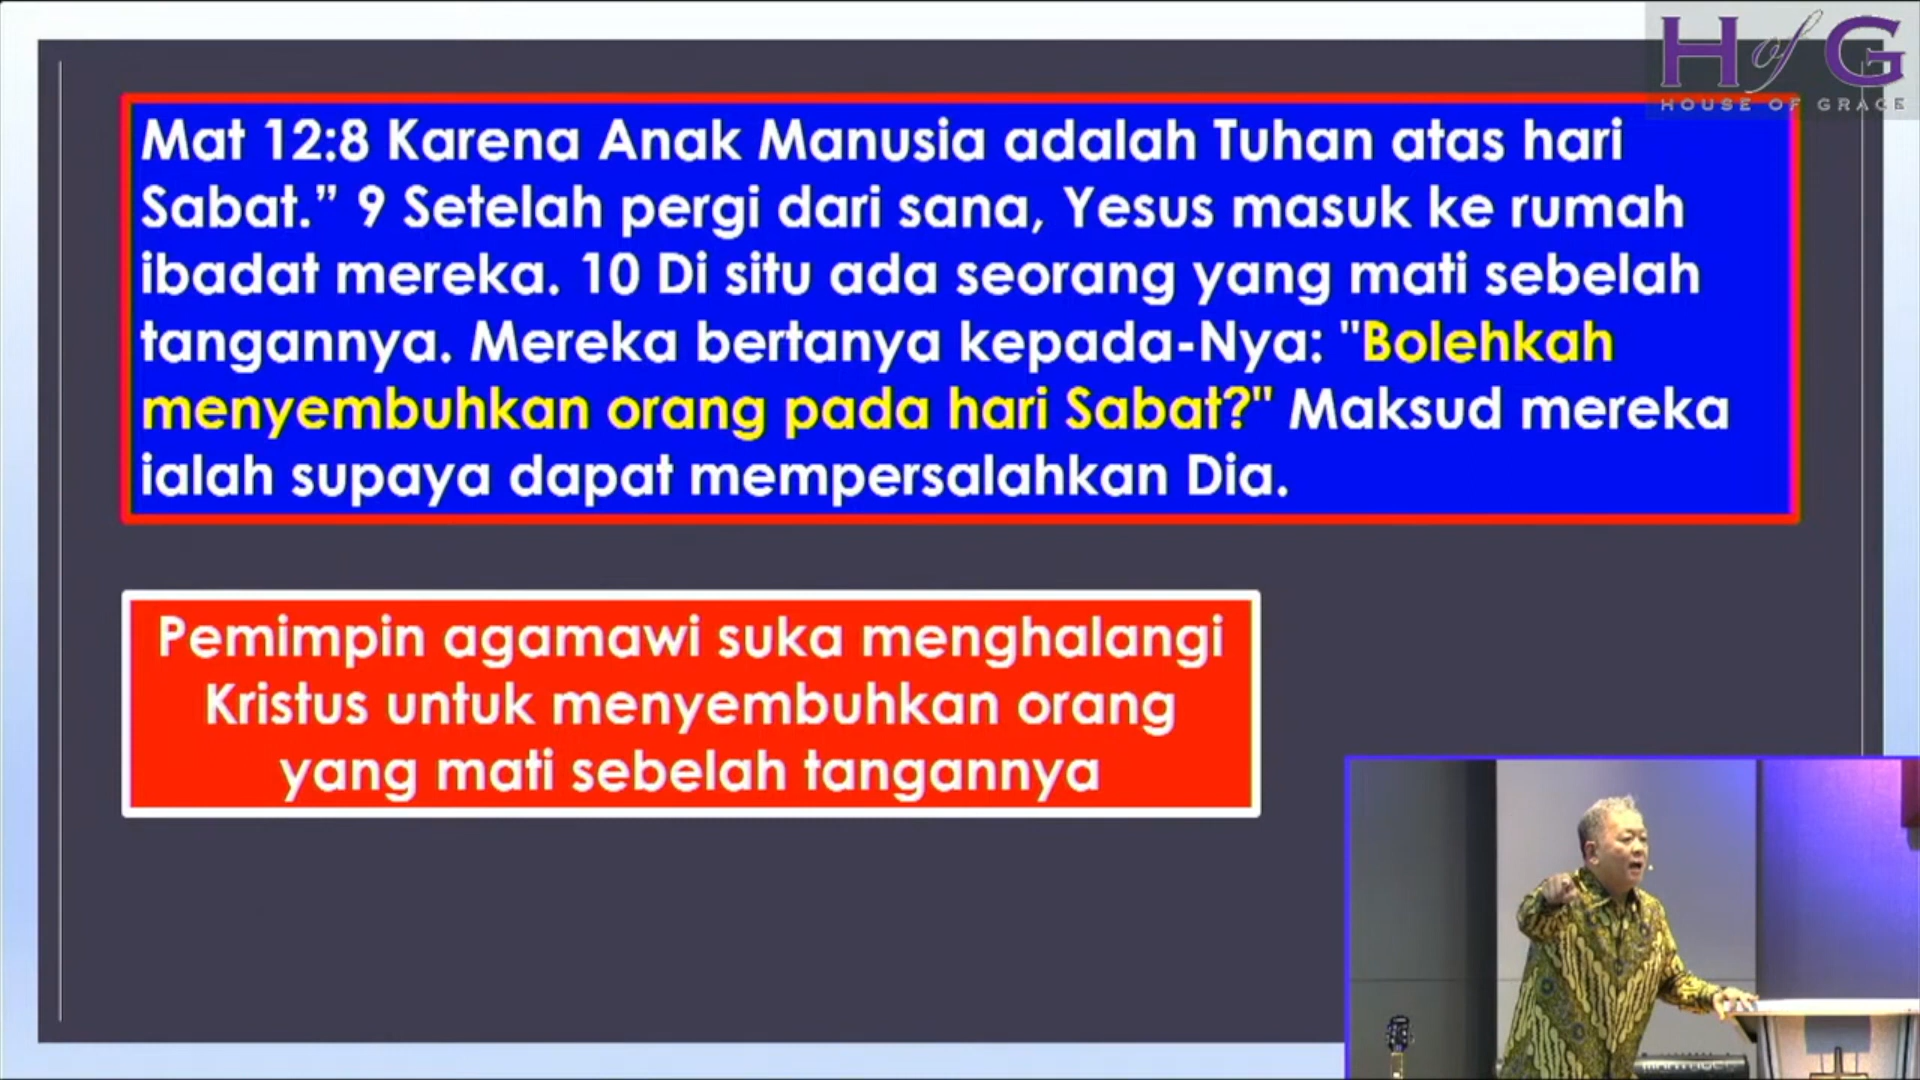 H of G
HOUSE OF GRACE
Mat 12:8 Karena Anak Manusia adalah Tuhan atas hari
Sabat.” 9 Setelah pergi dari sana, Yesus masuk ke rumah
ibadat mereka. 10 Di situ ada seorang yang mati sebelah
tangannya. Mereka bertanya kepada-Nya: "Bolehkah
menyembuhkan orang pada hari Sabat?" Maksud mereka
ialah supaya dapat mempersalahkan Dia.
Pemimpin agamawi suka menghalangi
Kristus untuk menyembuhkan orang
yang mati sebelah tangannya